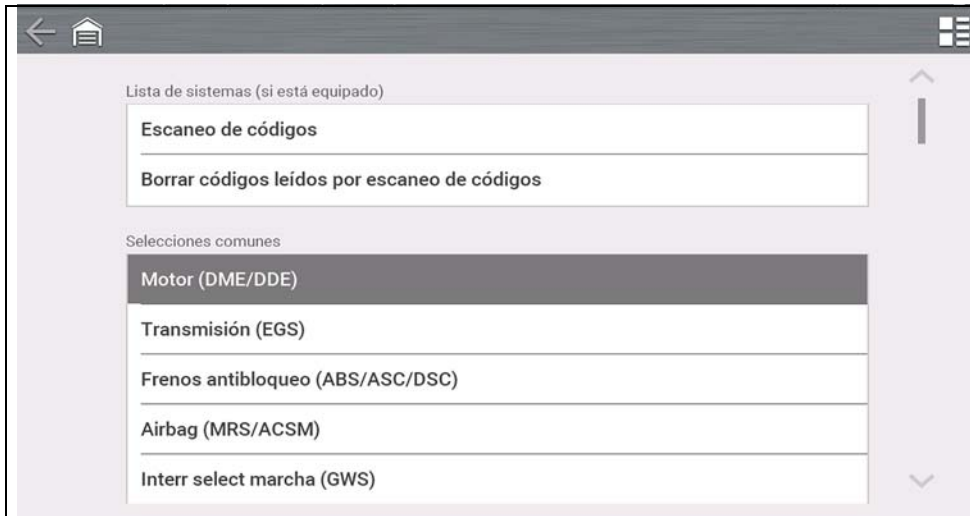 Lista de sistemas (si está equipado)
Escaneo de códigos
Borrar códigos leídos por escaneo de códigos
Selecciones comunes
Motor (DME/DDE)
Transmisión (EGS)
Frenos antibloqueo (ABS/ASC/DSC)
Airbag (MRS/ACSM)
Interr select marcha (GWS)